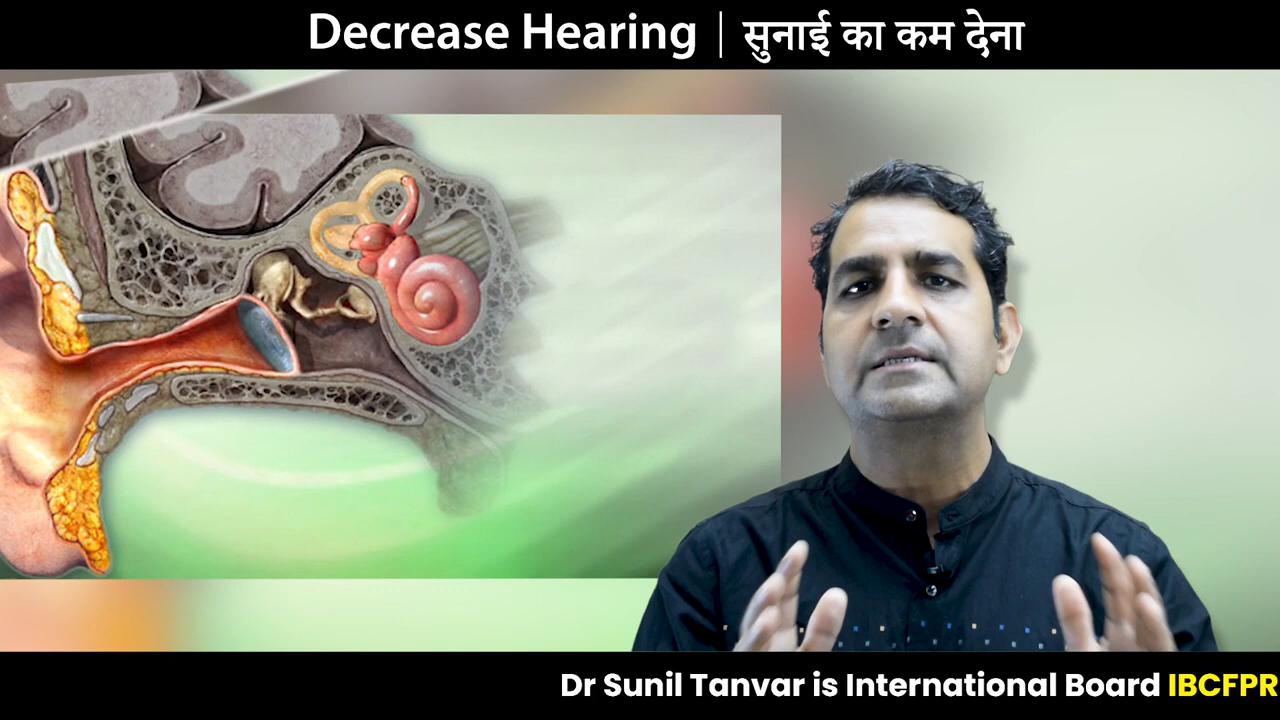 Decrease Hearing | सुनाई का कम देना
Dr Sunil Tanvar is International Board IBCFPR